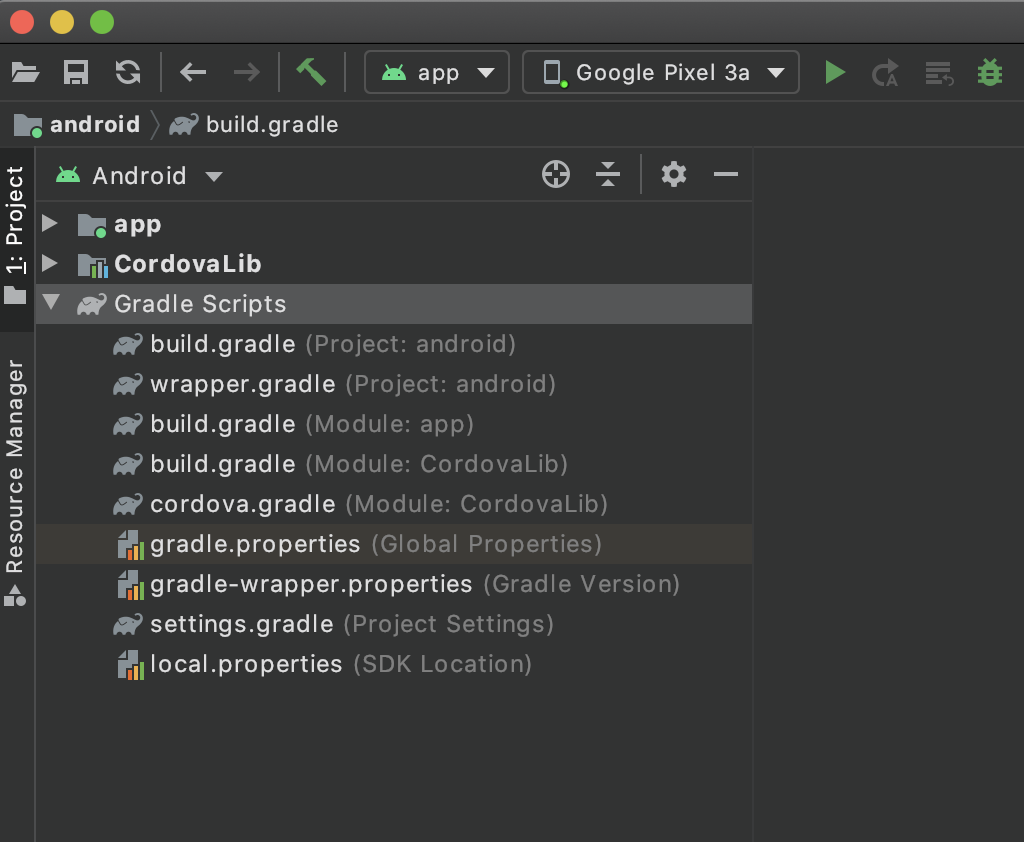 app Google Pixel 3a
android build.gradle
1: Project
Resource Manager
Android
app
CordovaLib
Gradle Scripts
build.gradle (Project: android)
wrapper.gradle (Project: android)
build.gradle (Module: app)
build.gradle (Module: CordovaLib)
cordova.gradle (Module: CordovaLib)
gradle.properties (Global Properties)
gradle-wrapper.properties (Gradle Version)
settings.gradle (Project Settings)
local.properties (SDK Location)